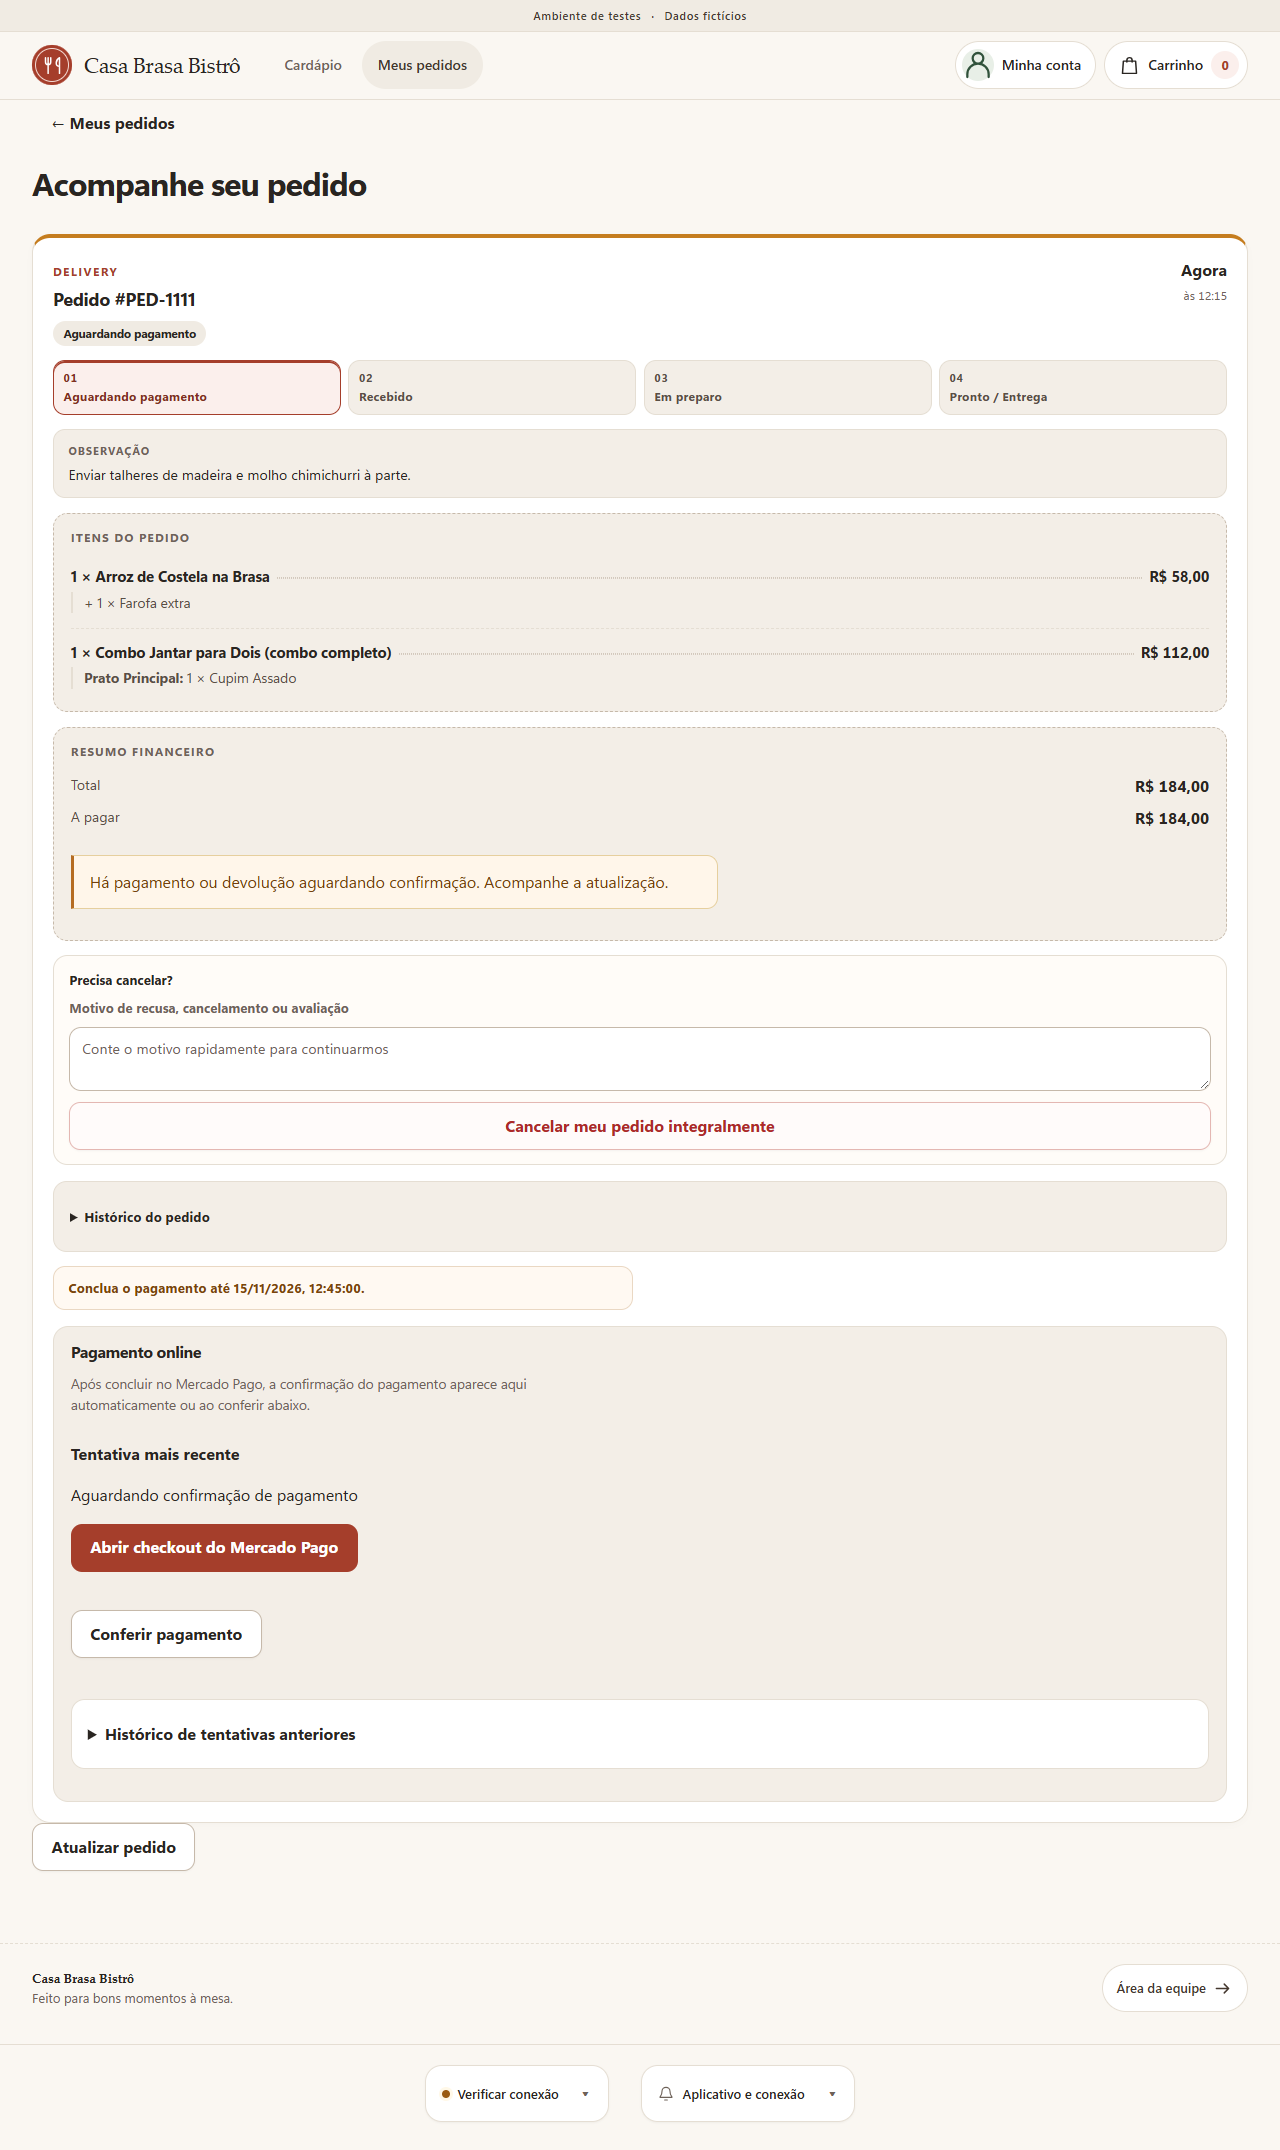 Ambiente de testes · Dados fictícios
Casa Brasa Bistrô
Cardápio
Meus pedidos
Minha conta
Carrinho 0
← Meus pedidos
Acompanhe seu pedido
DELIVERY
Agora
Pedido #PED-1111
às 12:15
Aguardando pagamento
01
Aguardando pagamento
02
Recebido
03
Em preparo
04
Pronto / Entrega
OBSERVAÇÃO
Enviar talheres de madeira e molho chimichurri à parte.
ITENS DO PEDIDO
1 × Arroz de Costela na Brasa R$ 58,00
+ 1 × Farofa extra
1 × Combo Jantar para Dois (combo completo) R$ 112,00
Prato Principal: 1 × Cupim Assado
RESUMO FINANCEIRO
Total R$ 184,00
A pagar R$ 184,00
Há pagamento ou devolução aguardando confirmação. Acompanhe a atualização.
Precisa cancelar?
Motivo de recusa, cancelamento ou avaliação
Conte o motivo rapidamente para continuarmos
Cancelar meu pedido integralmente
▶ Histórico do pedido
Conclua o pagamento até 15/11/2026, 12:45:00.
Pagamento online
Após concluir no Mercado Pago, a confirmação do pagamento aparece aqui
automaticamente ou ao conferir abaixo.
Tentativa mais recente
Aguardando confirmação de pagamento
Abrir checkout do Mercado Pago
Conferir pagamento
▶ Histórico de tentativas anteriores
Atualizar pedido
Casa Brasa Bistrô
Feito para bons momentos à mesa.
Área da equipe →
Verificar conexão ▾
Aplicativo e conexão ▾